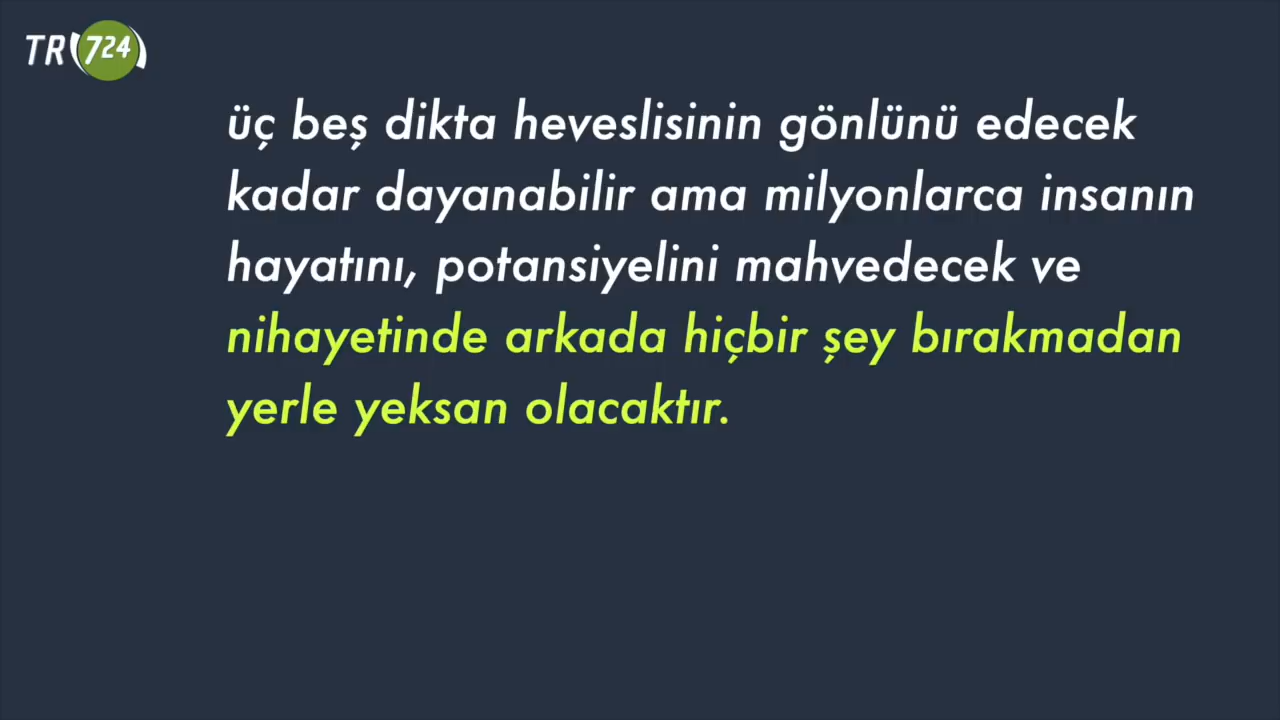 TR724
üç beş dikta heveslisinin gönlünü edecek
kadar dayanabilir ama milyonlarca insanın
hayatını, potansiyelini mahvedecek ve
nihayetinde arkada hiçbir şey bırakmadan
yerle yeksan olacaktır.